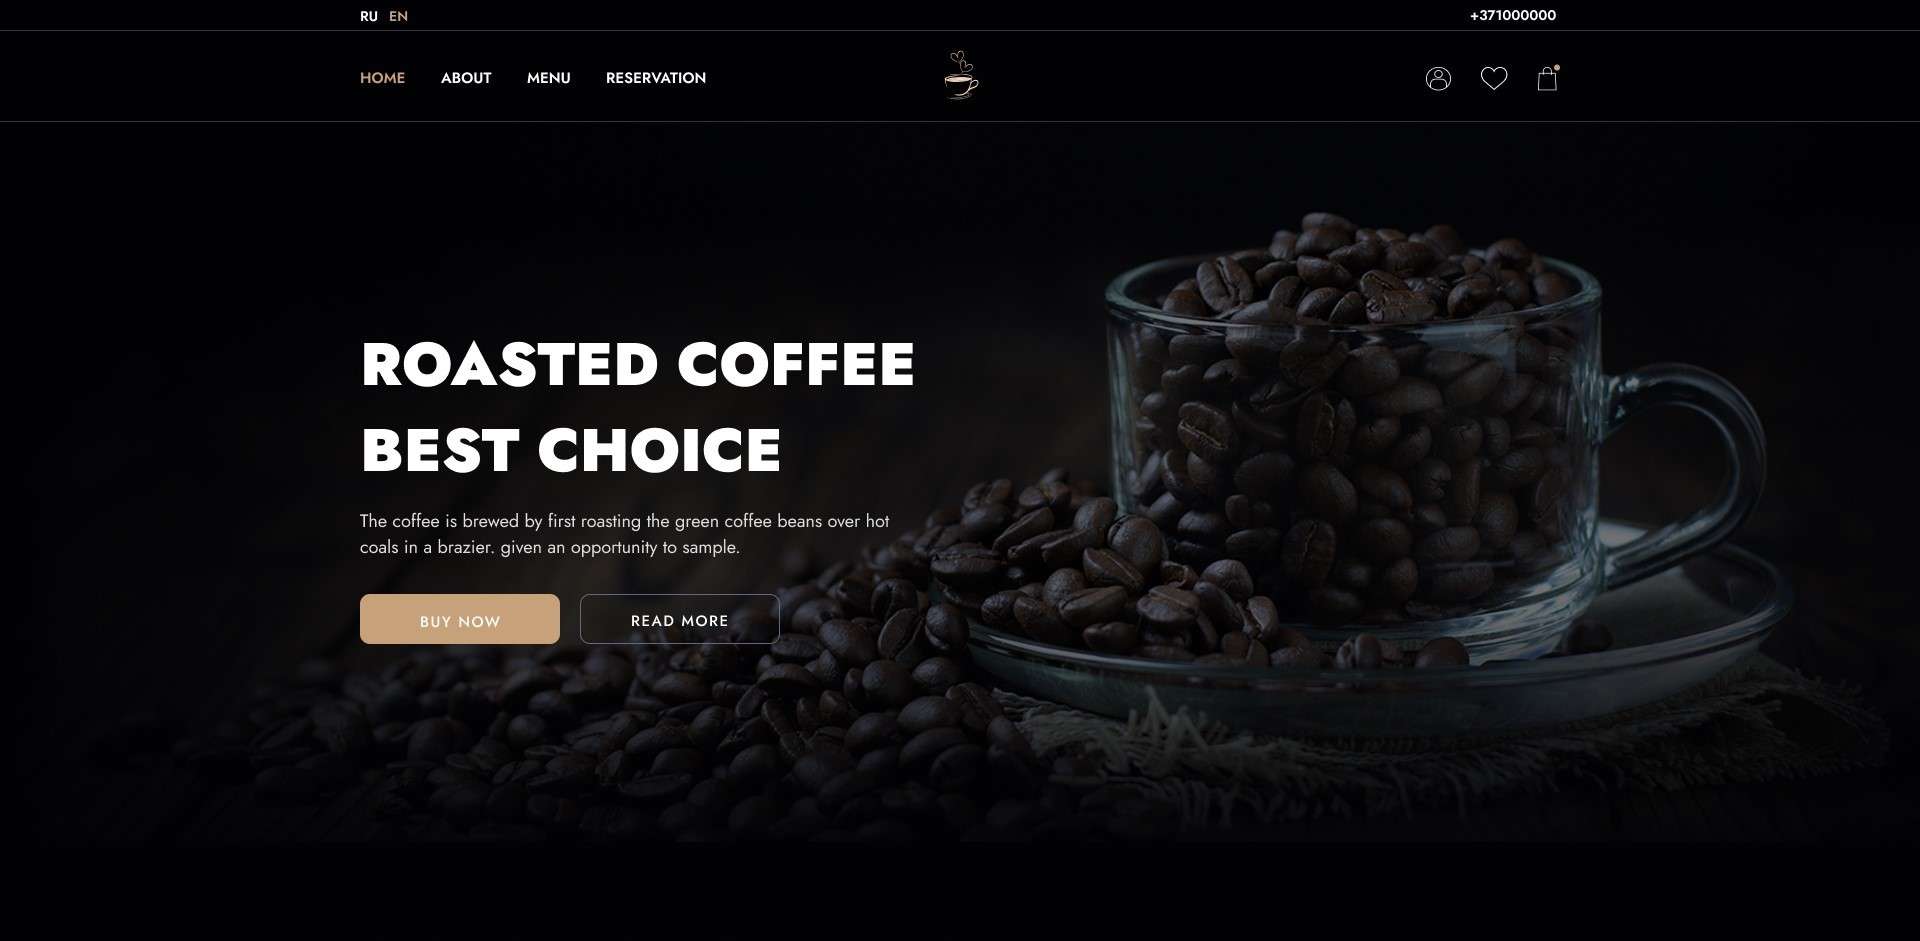 RU EN
+371000000
HOME ABOUT MENU RESERVATION
ROASTED COFFEE
BEST CHOICE
The coffee is brewed by first roasting the green coffee beans over hot
coals in a brazier. given an opportunity to sample.
BUY NOW
READ MORE